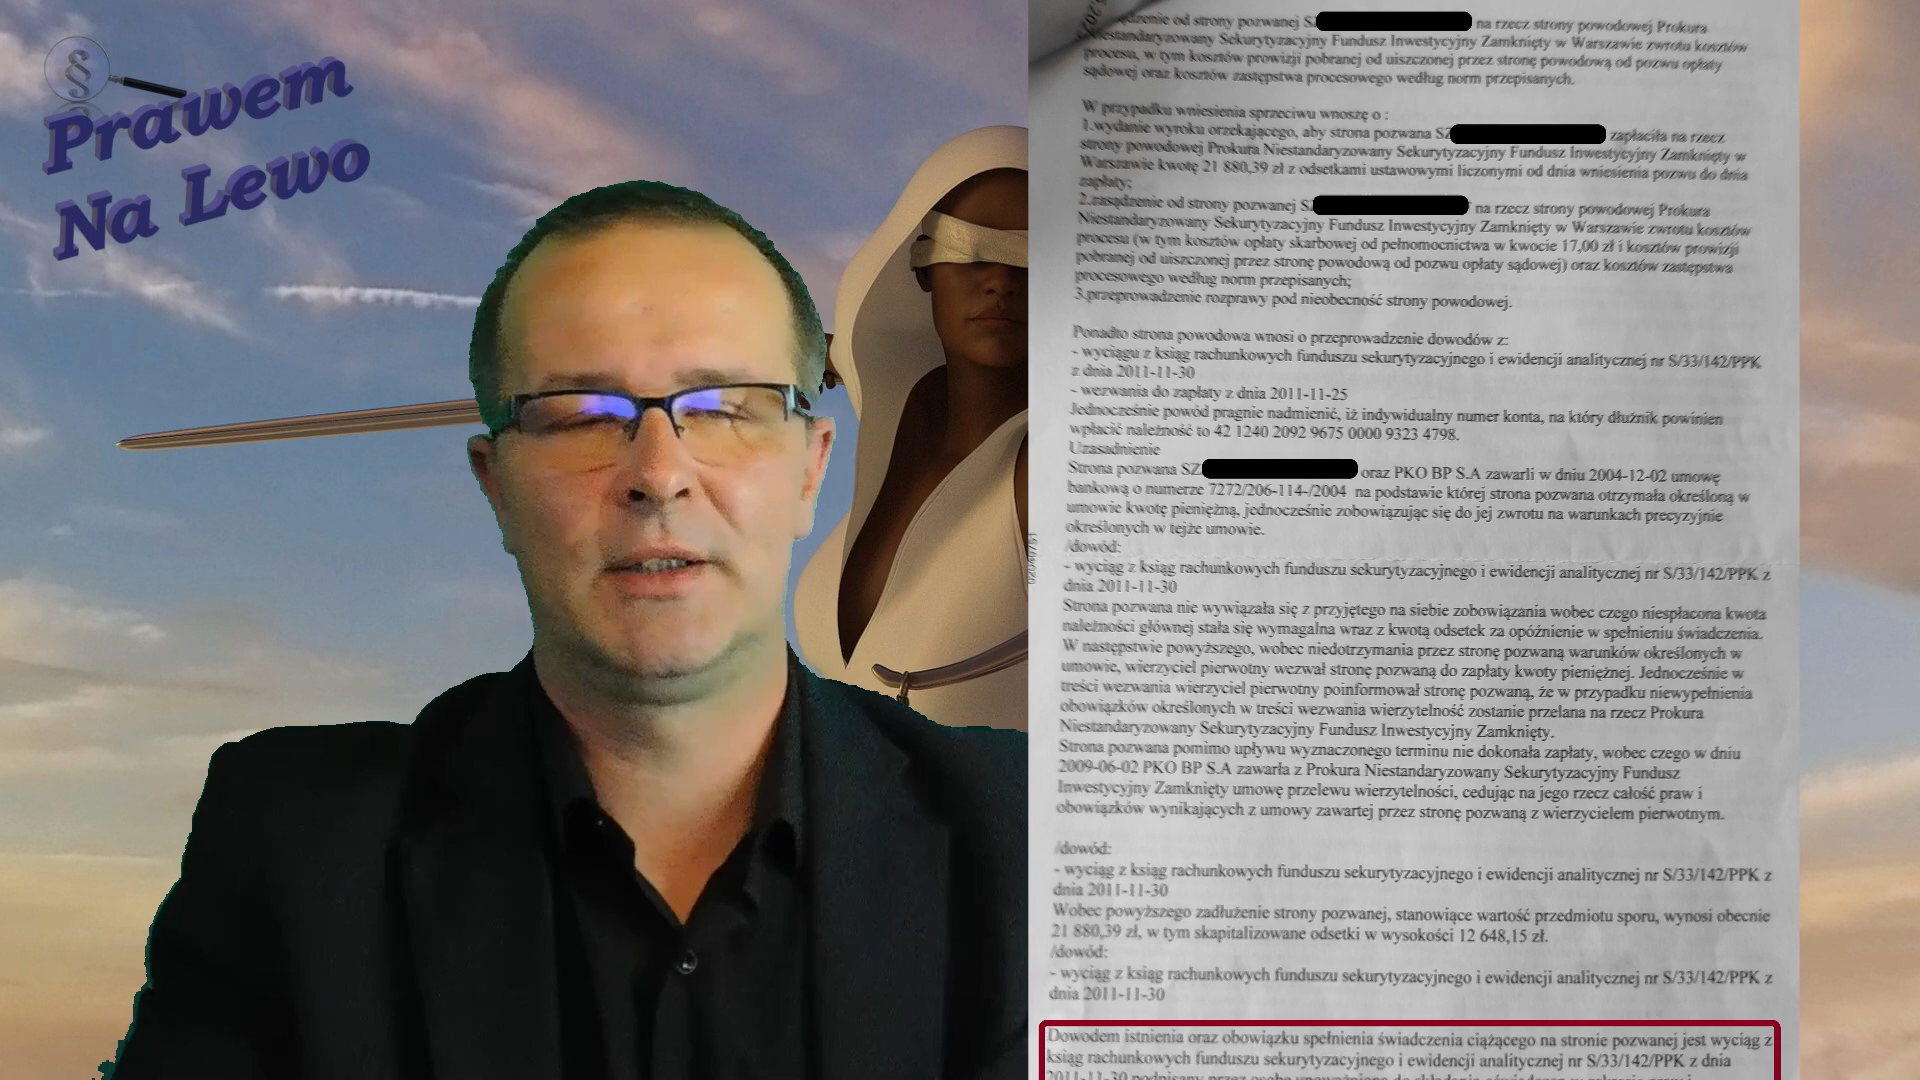 §
Prawem
Na Lewo
od strony pozwanej S na rzecz strony powodowej Prokura
Niestandaryzowany Sekurytyzacyjny Fundusz Inwestycyjny Zamknięty w Warszawie zwrotu kosztów
procesu, w tym kosztów prowizji pobranej od uiszczonej przez stronę powodową od pozwu opłaty
sądowej oraz kosztów zastępstwa procesowego według norm przepisanych.
W przypadku wniesienia sprzeciwu wnoszę o :
1.wydanie wyroku orzekającego, aby strona pozwana SZ zapłaciła na rzecz
strony powodowej Prokura Niestandaryzowany Sekurytyzacyjny Fundusz Inwestycyjny Zamknięty w
Warszawie kwotę 21 880,39 zł z odsetkami ustawowymi liczonymi od dnia wniesienia pozwu do dnia
zapłaty;
2.zasądzenie od strony pozwanej S na rzecz strony powodowej Prokura
Niestandaryzowany Sekurytyzacyjny Fundusz Inwestycyjny Zamknięty w Warszawie zwrotu kosztów
procesu (w tym kosztów opłaty skarbowej od pełnomocnictwa w kwocie 17,00 zł i kosztów prowizji
pobranej od uiszczonej przez stronę powodową od pozwu opłaty sądowej) oraz kosztów zastępstwa
procesowego według norm przepisanych;
3.przeprowadzenie rozprawy pod nieobecność strony powodowej.
Ponadto strona powodowa wnosi o przeprowadzenie dowodów z:
- wyciągu z ksiąg rachunkowych funduszu sekurytyzacyjnego i ewidencji analitycznej nr S/33/142/PPK
z dnia 2011-11-30
- wezwania do zapłaty z dnia 2011-11-25
Jednocześnie powód pragnie nadmienić, iż indywidualny numer konta, na który dłużnik powinien
wpłacić należność to 42 1240 2092 9675 0000 9323 4798.
Uzasadnienie
Strona pozwana SZ oraz PKO BP S.A zawarli w dniu 2004-12-02 umowę
bankową o numerze 7272/206-114-/2004 na podstawie której strona pozwana otrzymała określoną w
umowie kwotę pieniężną, jednocześnie zobowiązując się do jej zwrotu na warunkach precyzyjnie
określonych w tejże umowie.
/dowód:
- wyciąg z ksiąg rachunkowych funduszu sekurytyzacyjnego i ewidencji analitycznej nr S/33/142/PPK z
dnia 2011-11-30
Strona pozwana nie wywiązała się z przyjętego na siebie zobowiązania wobec czego niespłacona kwota
należności głównej stała się wymagalna wraz z kwotą odsetek za opóźnienie w spełnieniu świadczenia.
W następstwie powyższego, wobec niedotrzymania przez stronę pozwaną warunków określonych w
umowie, wierzyciel pierwotny wezwał stronę pozwaną do zapłaty kwoty pieniężnej. Jednocześnie w
treści wezwania wierzyciel pierwotny poinformował stronę pozwaną, że w przypadku niewypełnienia
obowiązków określonych w treści wezwania wierzytelność zostanie przelana na rzecz Prokura
Niestandaryzowany Sekurytyzacyjny Fundusz Inwestycyjny Zamknięty.
Strona pozwana pomimo upływu wyznaczonego terminu nie dokonała zapłaty, wobec czego w dniu
2009-06-02 PKO BP S.A zawarła z Prokura Niestandaryzowany Sekurytyzacyjny Fundusz
Inwestycyjny Zamknięty umowę przelewu wierzytelności, cedując na jego rzecz całość praw i
obowiązków wynikających z umowy zawartej przez stronę pozwaną z wierzycielem pierwotnym.
/dowód:
- wyciąg z ksiąg rachunkowych funduszu sekurytyzacyjnego i ewidencji analitycznej nr S/33/142/PPK z
dnia 2011-11-30
Wobec powyższego zadłużenie strony pozwanej, stanowiące wartość przedmiotu sporu, wynosi obecnie
21 880,39 zł, w tym skapitalizowane odsetki w wysokości 12 648,15 zł.
/dowód:
- wyciąg z ksiąg rachunkowych funduszu sekurytyzacyjnego i ewidencji analitycznej nr S/33/142/PPK z
dnia 2011-11-30
Dowodem istnienia oraz obowiązku spełnienia świadczenia ciążącego na stronie pozwanej jest wyciąg z
ksiąg rachunkowych funduszu sekurytyzacyjnego i ewidencji analitycznej nr S/33/142/PPK z dnia
2011-11-30 podpisany przez osobę